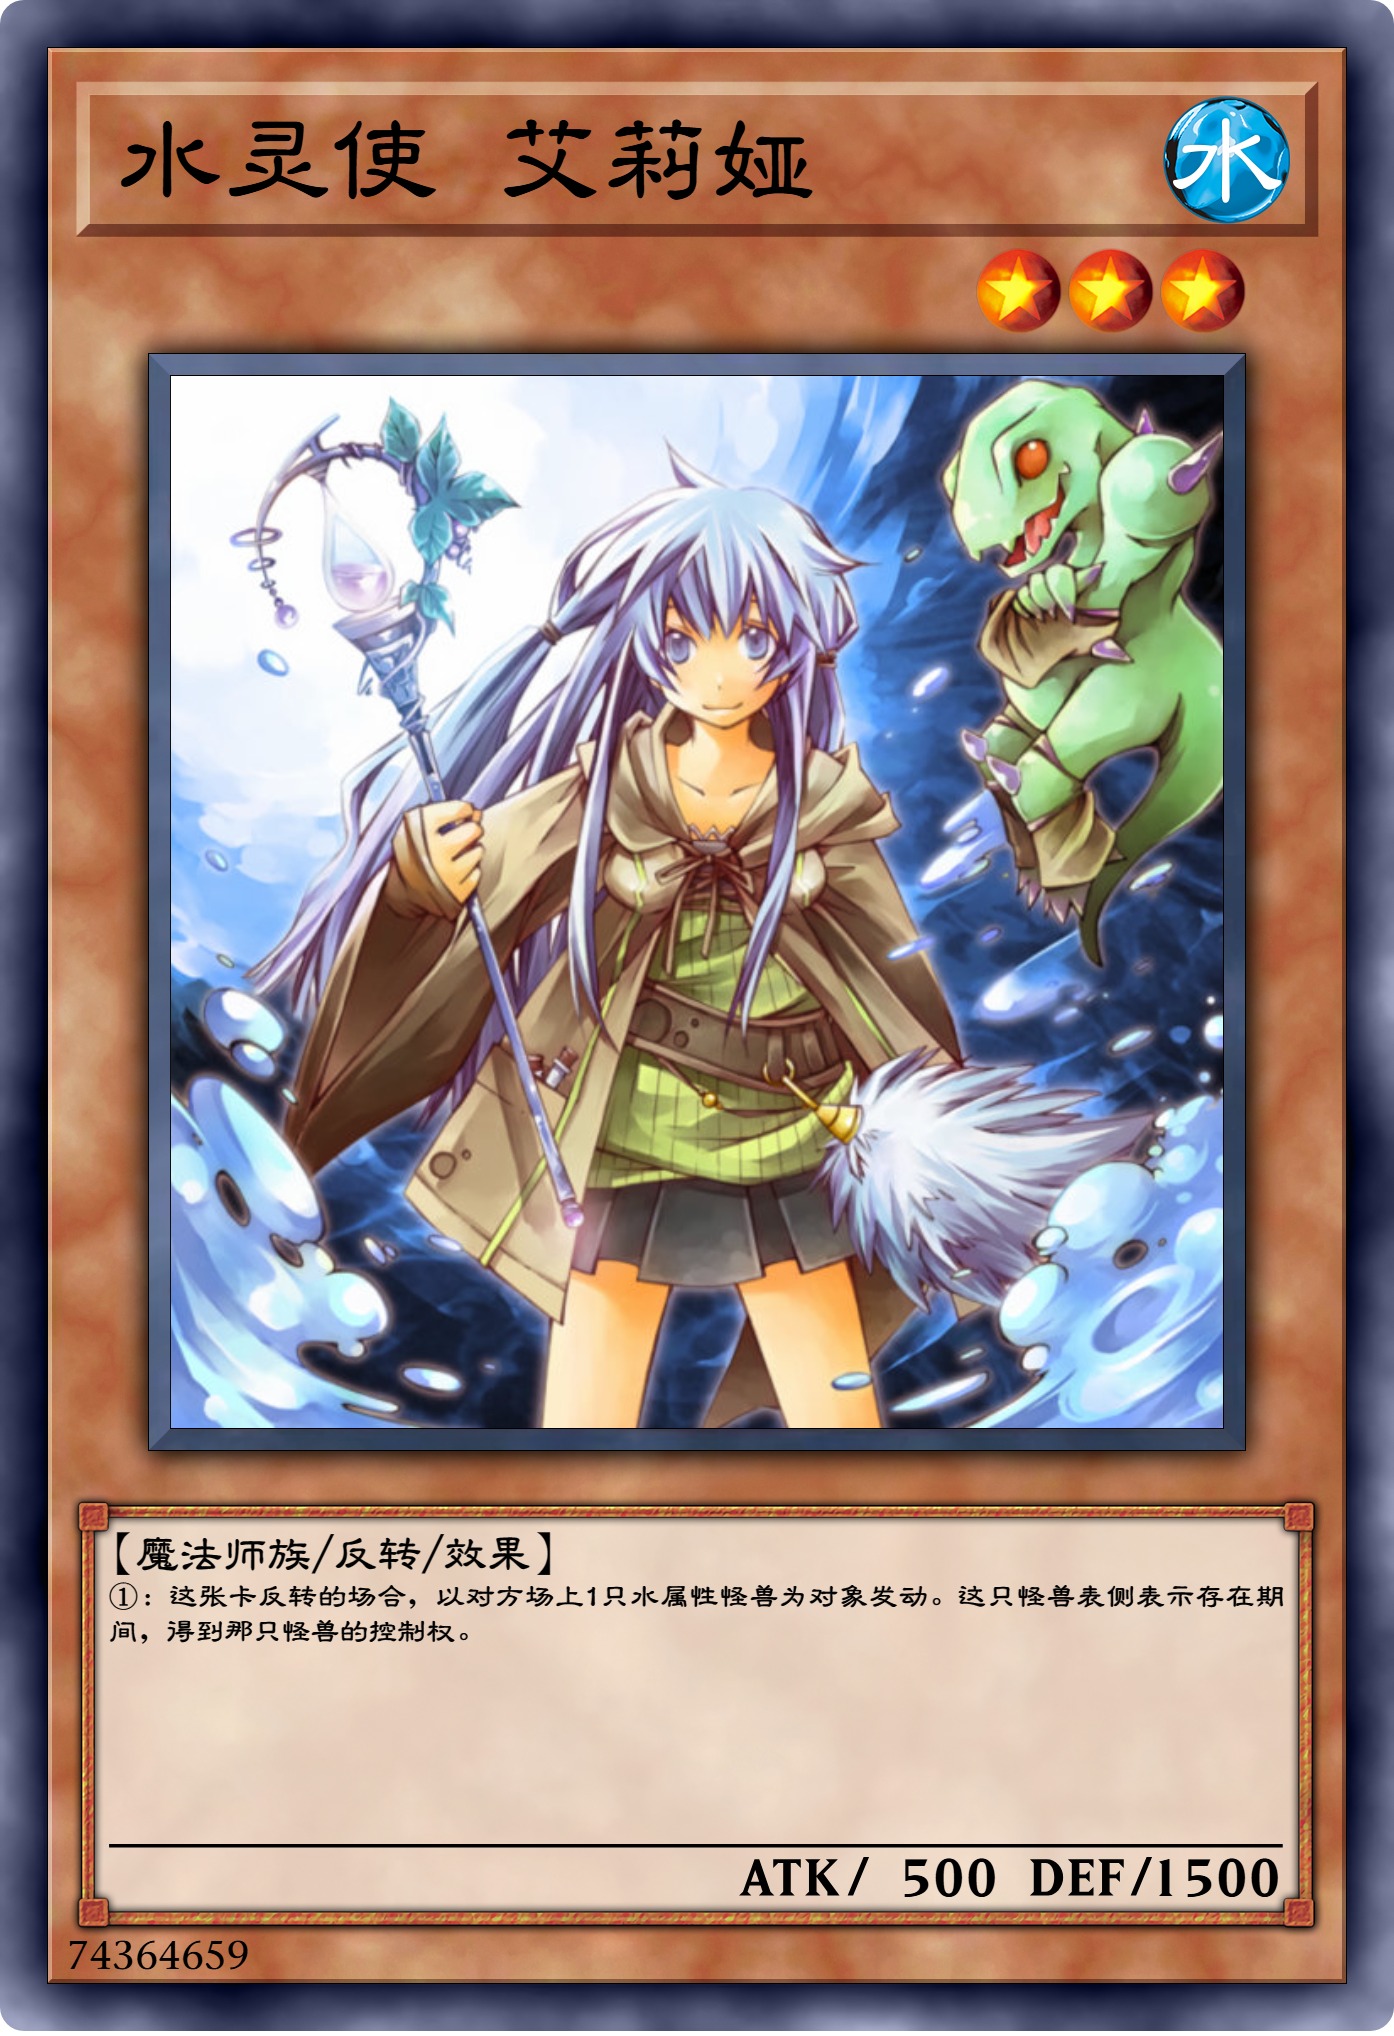 水灵使 艾莉娅
水
【魔法师族/反转/效果】
①：这张卡反转的场合，以对方场上1只水属性怪兽为对象发动。这只怪兽表侧表示存在期
间，得到那只怪兽的控制权。
ATK/ 500 DEF/1500
74364659